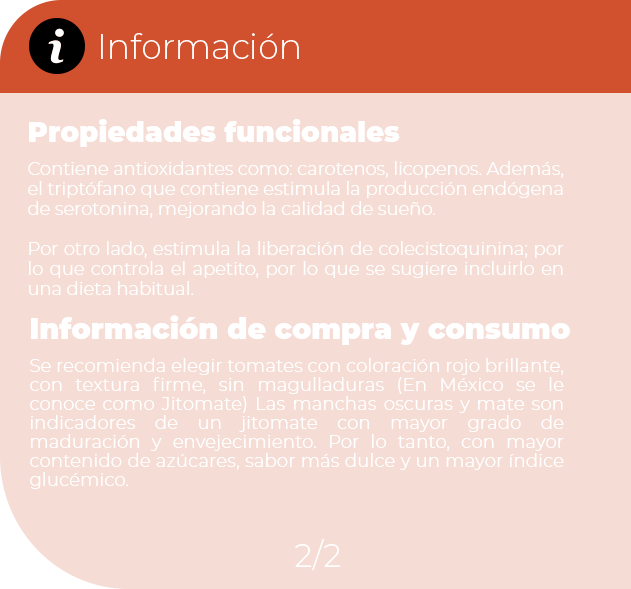 i Información
Propiedades funcionales
Contiene antioxidantes como: carotenos, licopenos. Además,
el triptófano que contiene estimula la producción endógena
de serotonina, mejorando la calidad de sueño.
Por otro lado, estimula la liberación de colecistoquinina; por
lo que controla el apetito, por lo que se sugiere incluirlo en
una dieta habitual.
Información de compra y consumo
Se recomienda elegir tomates con coloración rojo brillante,
con textura firme, sin magulladuras (En México se le
conoce como Jitomate) Las manchas oscuras y mate son
indicadores de un jitomate con mayor grado de
maduración y envejecimiento. Por lo tanto, con mayor
contenido de azúcares, sabor más dulce y un mayor índice
glucémico.
2/2